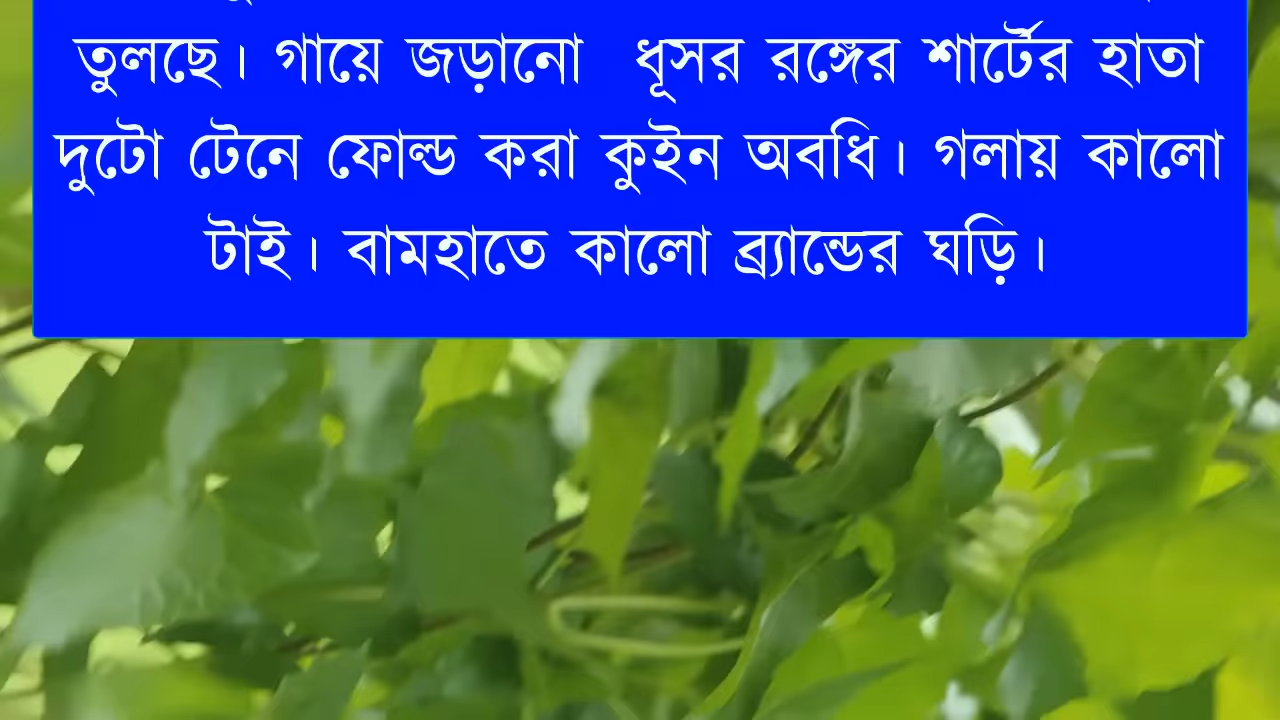 তুলছে। গায়ে জড়ানো ধূসর রঙ্গের শার্টের হাতা
দুটো টেনে ফোল্ড করা কুইন অবধি। গলায় কালো
টাই। বামহাতে কালো ব্র্যান্ডের ঘড়ি।